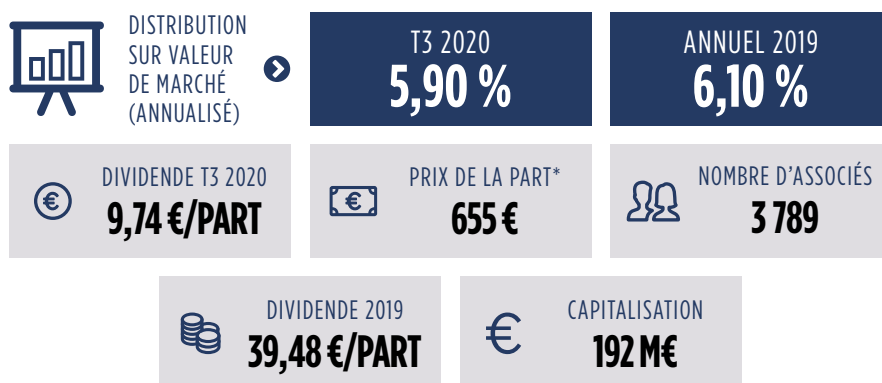 DISTRIBUTION
SUR VALEUR
DE MARCHÉ
(ANNUALISÉ)
T3 2020
5,90 %
ANNUEL 2019
6,10 %
DIVIDENDE T3 2020
9,74 €/PART
PRIX DE LA PART*
655 €
NOMBRE D'ASSOCIÉS
3 789
DIVIDENDE 2019
39,48 €/PART
CAPITALISATION
192 M€